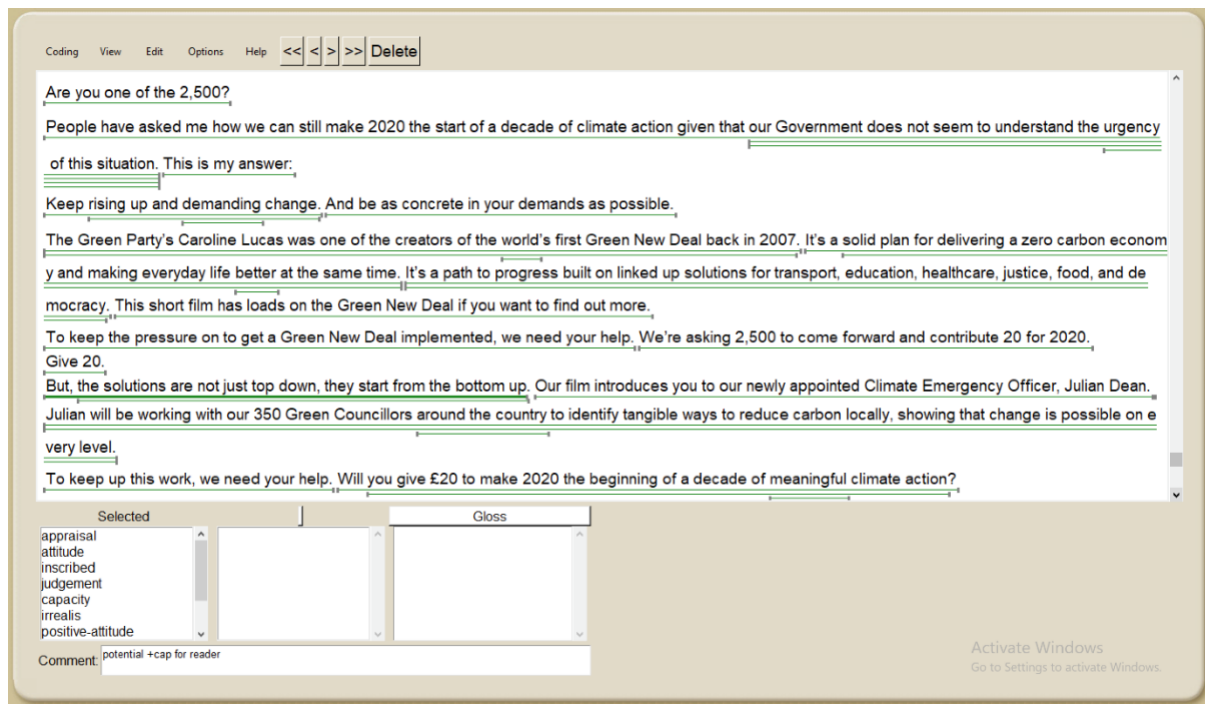 Coding View Edit Options Help << < > >> Delete
Are you one of the 2,500?
People have asked me how we can still make 2020 the start of a decade of climate action given that our Government does not seem to understand the urgency
of this situation. This is my answer:
Keep rising up and demanding change. And be as concrete in your demands as possible.
The Green Party's Caroline Lucas was one of the creators of the world's first Green New Deal back in 2007. It's a solid plan for delivering a zero carbon econom
y and making everyday life better at the same time. It's a path to progress built on linked up solutions for transport, education, healthcare, justice, food, and de
mocracy. This short film has loads on the Green New Deal if you want to find out more.
To keep the pressure on to get a Green New Deal implemented, we need your help. We're asking 2,500 to come forward and contribute 20 for 2020.
Give 20.
But, the solutions are not just top down, they start from the bottom up. Our film introduces you to our newly appointed Climate Emergency Officer, Julian Dean.
Julian will be working with our 350 Green Councillors around the country to identify tangible ways to reduce carbon locally, showing that change is possible on e
very level.
To keep up this work, we need your help. Will you give £20 to make 2020 the beginning of a decade of meaningful climate action?
Selected ] Gloss
appraisal
attitude
inscribed
judgement
capacity
irrealis
positive-attitude
Comment: potential +cap for reader
Activate Windows
Go to Settings to activate Windows.